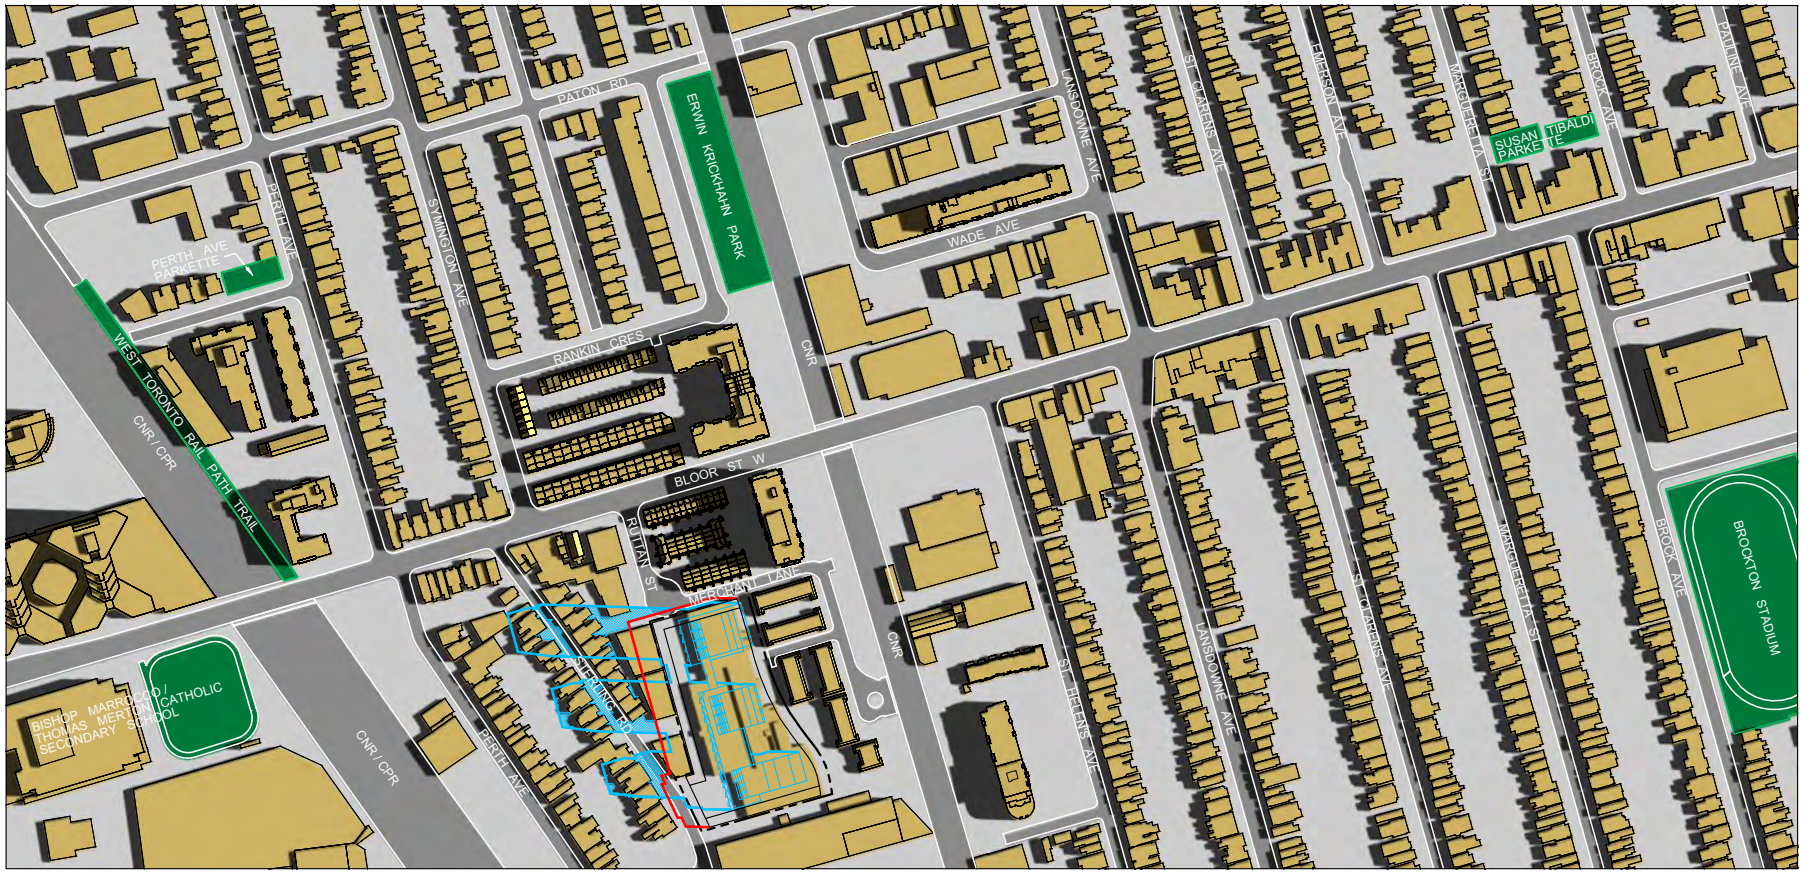 PATON RD
ERWIN KRICKHAHN PARK
LANSDOWNE AVE
ST CLARENS AVE
EMERSON AVE
MARGUERETTA ST
BROCK AVE
PAULINE AVE
SUSAN TIBALDI
PARKETTE
PERTH AVE
SYMINGTON AVE
PERTH AVE
PARKETTE
WADE AVE
WEST TORONTO RAIL PATH TRAIL
CNR / CPR
RANKIN CRES
CNR
BLOOR ST W
RUTTAN ST
MERCHANT LANE
STERLING RD
CNR
BISHOP MARROCCO /
THOMAS MERTON CATHOLIC
SECONDARY SCHOOL
CNR / CPR
PERTH AVE
ST HELENS AVE
LANSDOWNE AVE
ST CLARENS AVE
MARGUERETTA ST
BROCK AVE
BROCKTON STADIUM